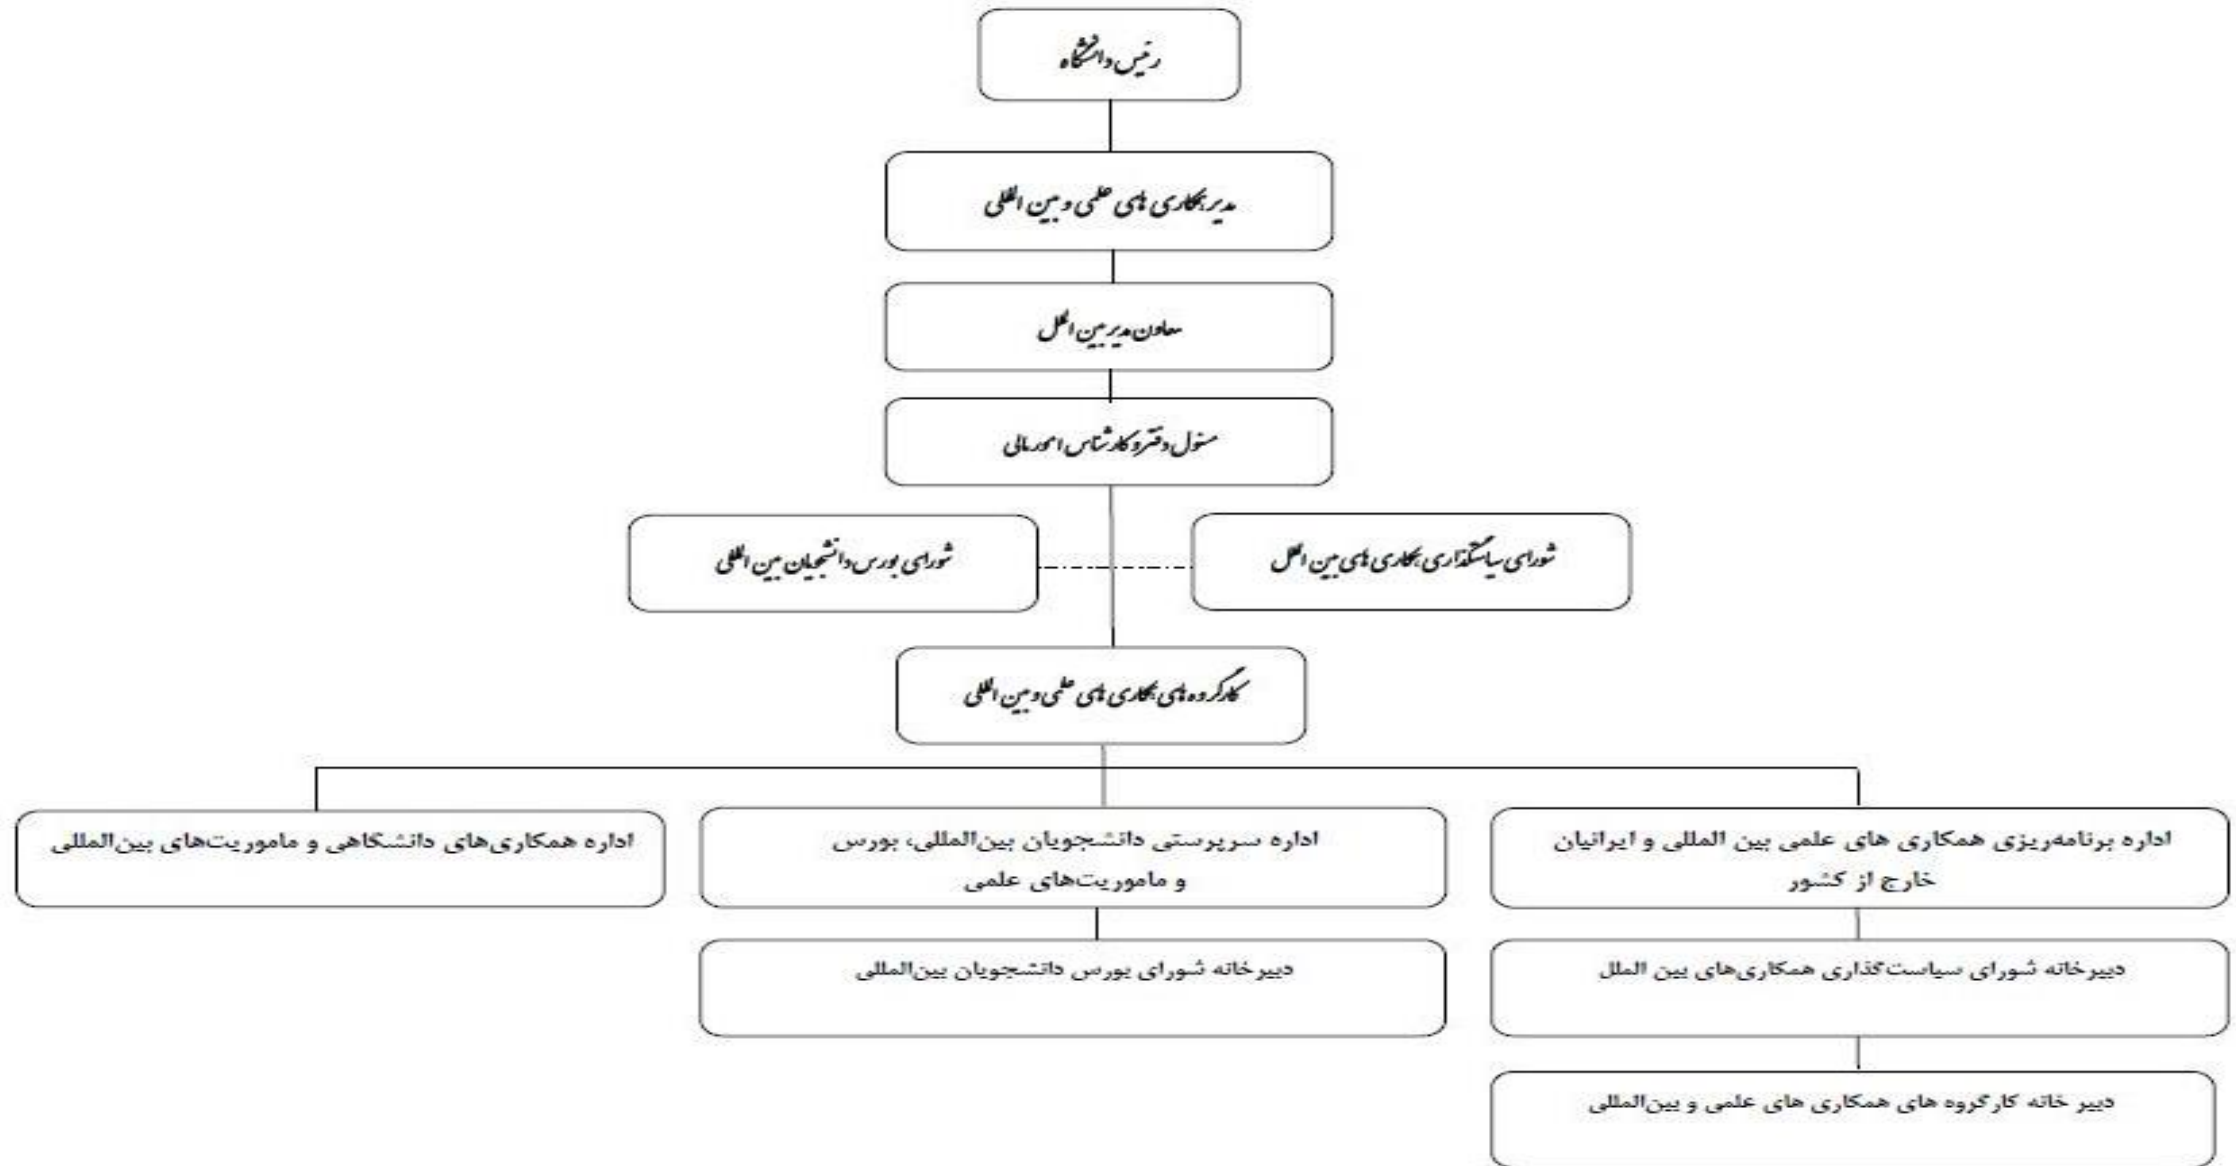 رئیس دانشگاه
مدیر همکاری های علمی و بین المللی
معاون مدیر بین الملل
مسئول دفتر و کارشناس امور مالی
شورای سیاستگذاری همکاری های بین الملل
شورای بورس دانشجویان بین المللی
کارگروه های همکاری های علمی و بین المللی
اداره برنامه‌ریزی همکاری های علمی بین المللی و ایرانیان
خارج از کشور
اداره سرپرستی دانشجویان بین‌المللی، بورس
و ماموریت‌های علمی
اداره همکاری‌های دانشگاهی و ماموریت‌های بین‌المللی
دبیرخانه شورای سیاست‌گذاری همکاری‌های بین الملل
دبیرخانه شورای بورس دانشجویان بین‌المللی
دبیر خانه کارگروه های همکاری های علمی و بین‌المللی